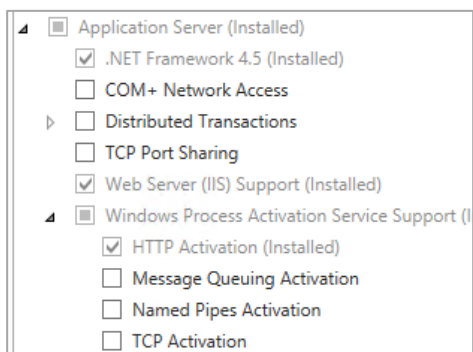 Application Server (Installed)
.NET Framework 4.5 (Installed)
COM+ Network Access
Distributed Transactions
TCP Port Sharing
Web Server (IIS) Support (Installed)
Windows Process Activation Service Support (I
HTTP Activation (Installed)
Message Queuing Activation
Named Pipes Activation
TCP Activation